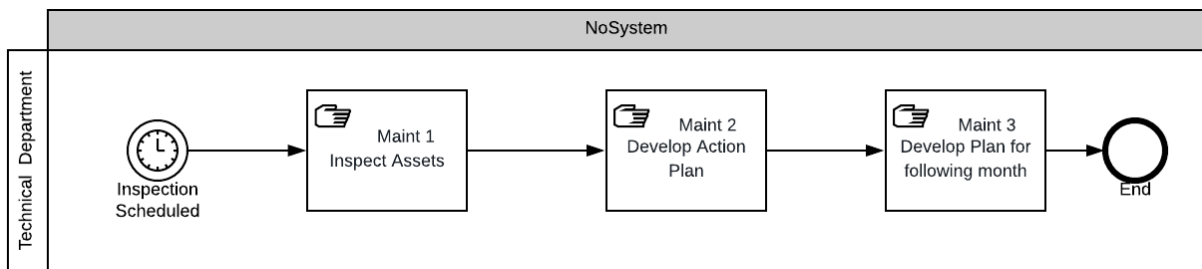 NoSystem
Technical Department
Inspection
Scheduled
Maint 1
Inspect Assets
Maint 2
Develop Action
Plan
Maint 3
Develop Plan for
following month
End